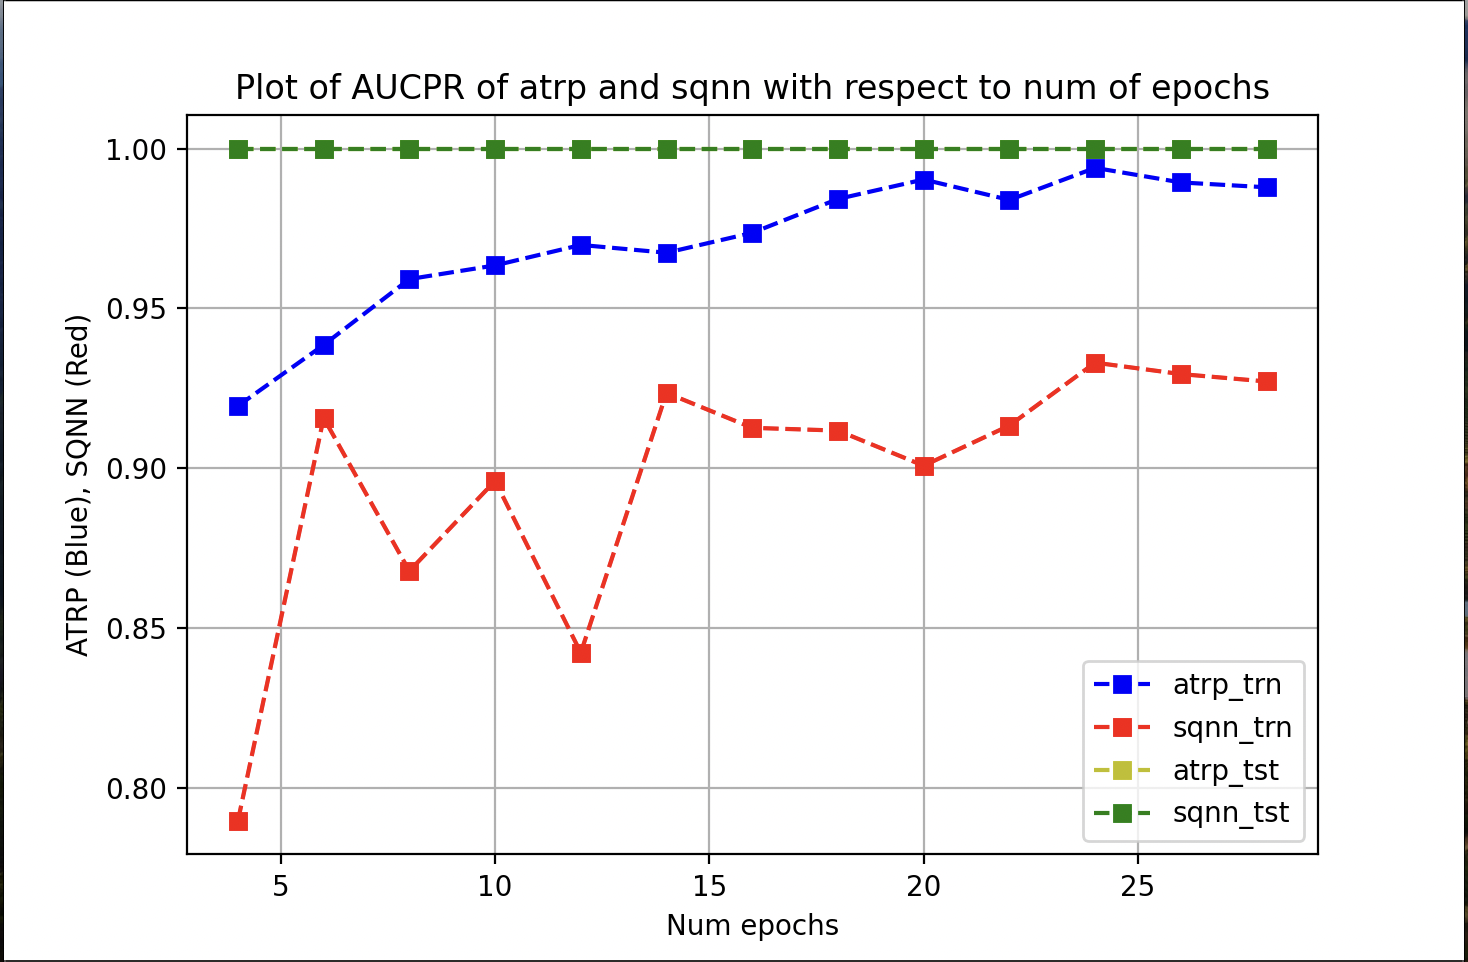 Plot of AUCPR of atrp and sqnn with respect to num of epochs
1.00
0.95
0.90
0.85
0.80
ATRP (Blue), SQNN (Red)
atrp_trn
sqnn_trn
atrp_tst
sqnn_tst
5 10 15 20 25
Num epochs